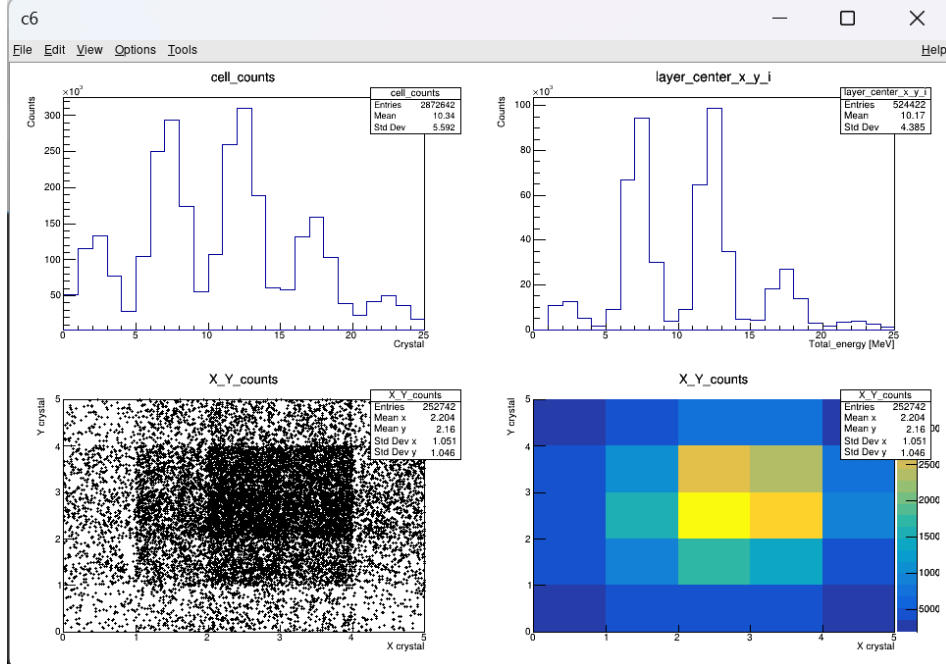 c6
File Edit View Options Tools Help
cell_counts
×10³
Counts
cell_counts
Entries 2872642
Mean 10.34
Std Dev 5.592
300
250
200
150
100
50
0 5 10 15 20 25
Crystal
layer_center_x_y_i
×10³
Counts
layer_center_x_y_i
Entries 524422
Mean 10.17
Std Dev 4.385
100
80
60
40
20
0
0 5 10 15 20 25
Total_energy [MeV]
X_Y_counts
Y crystal
X_Y_counts
Entries 252742
Mean x 2.204
Mean y 2.16
Std Dev x 1.051
Std Dev y 1.046
5
4
3
2
1
0
0 1 2 3 4 5
X crystal
X_Y_counts
Y crystal
X_Y_counts
Entries 252742
Mean x 2.204
Mean y 2.16
Std Dev x 1.051
Std Dev y 1.046
5
4
3
2
1
0
0 1 2 3 4 5
X crystal
5000